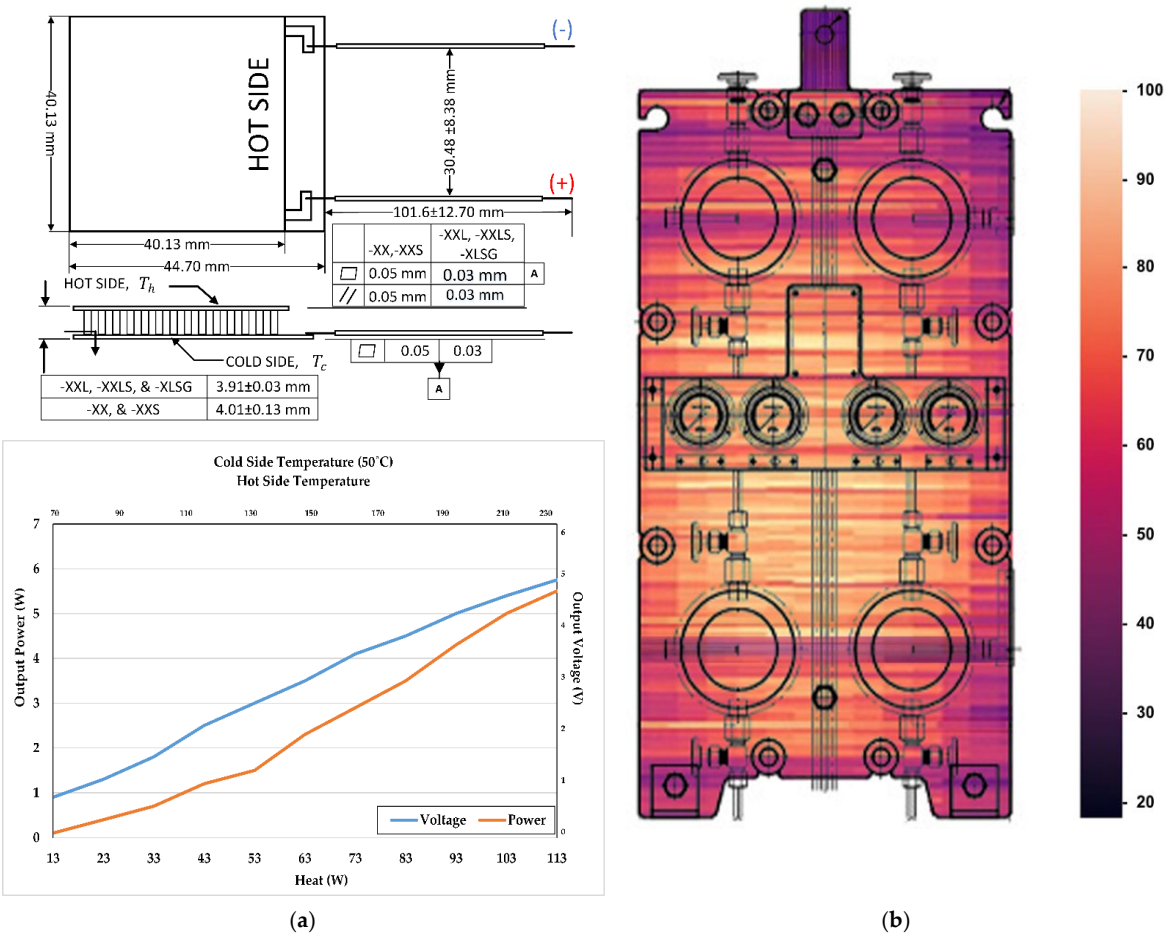 40.13 mm
HOT SIDE
(-)
30.48 ±8.38 mm
(+)
101.6±12.70 mm
40.13 mm
44.70 mm
-XX,-XXS -XXL, -XXLS, -XLSG
0.05 mm 0.03 mm A
0.05 mm 0.03 mm
HOT SIDE, Th
COLD SIDE, Tc
0.05 0.03
A
-XXL, -XXLS, & -XLSG 3.91±0.03 mm
-XX, & -XXS 4.01±0.13 mm
Cold Side Temperature (50˚C)
Hot Side Temperature
70 90 110 130 150 170 190 210 230
Output Power (W)
7
6
5
4
3
2
1
0
Output Voltage (V)
6
5
4
3
2
1
0
Voltage Power
13 23 33 43 53 63 73 83 93 103 113
Heat (W)
(a)
100
90
80
70
60
50
40
30
20
(b)